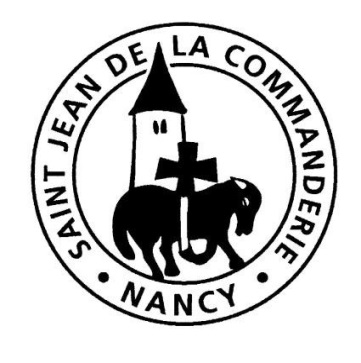 SAINT JEAN DE LA COMMANDERIE
• NANCY •